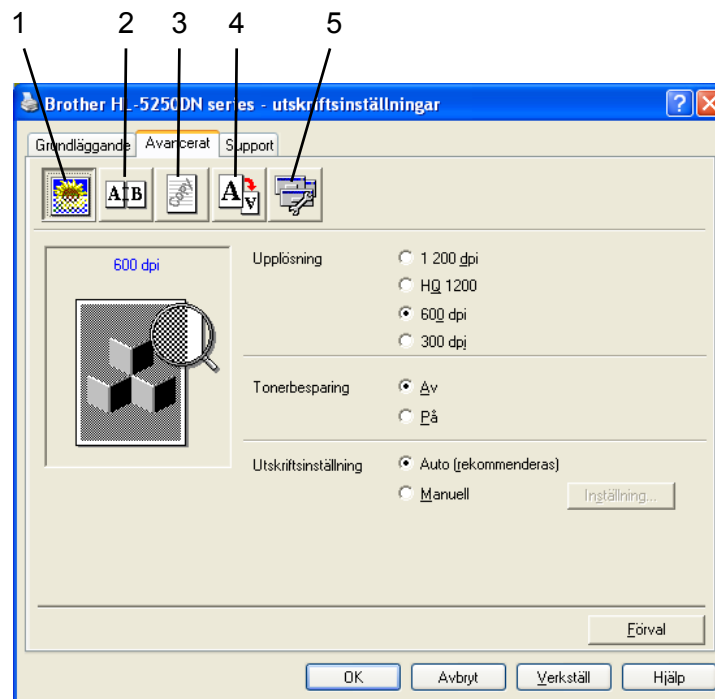 1 2 3 4 5
Brother HL-5250DN series - utskriftsinställningar
Grundläggande Avancerat Support
A B Copy A V
600 dpi
Upplösning
1 200 dpi
HQ 1200
600 dpi
300 dpi
Tonerbesparing
Av
På
Utskriftsinställning
Auto (rekommenderas)
Manuell Inställning...
Förval
OK Avbryt Verkställ Hjälp